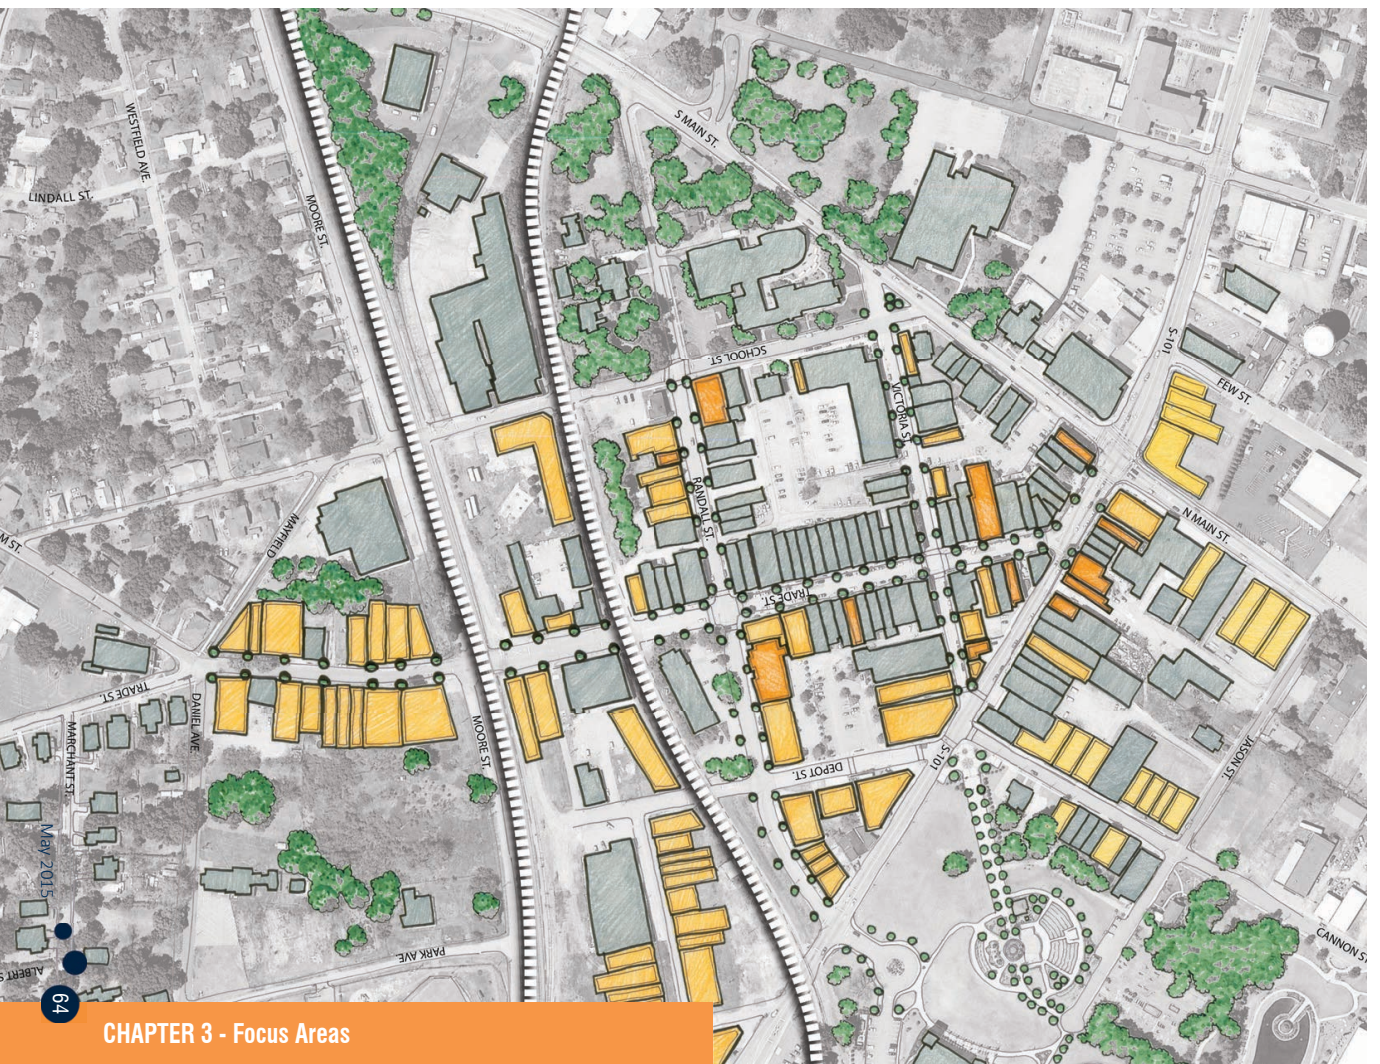 WESTFIELD AVE.
LINDALL ST.
MOORE ST.
S MAIN ST.
S-101
FEW ST.
SCHOOL ST.
VICTORIA ST.
RANDALL ST.
N MAIN ST.
MAYFIELD
M ST.
TRADE ST.
TRADE ST.
DANIEL AVE.
MARCHANT ST.
MOORE ST.
DEPOT ST.
S-101
JASON ST.
CANNON ST.
PARK AVE.
ALBERT S
May 2015
64
CHAPTER 3 - Focus Areas